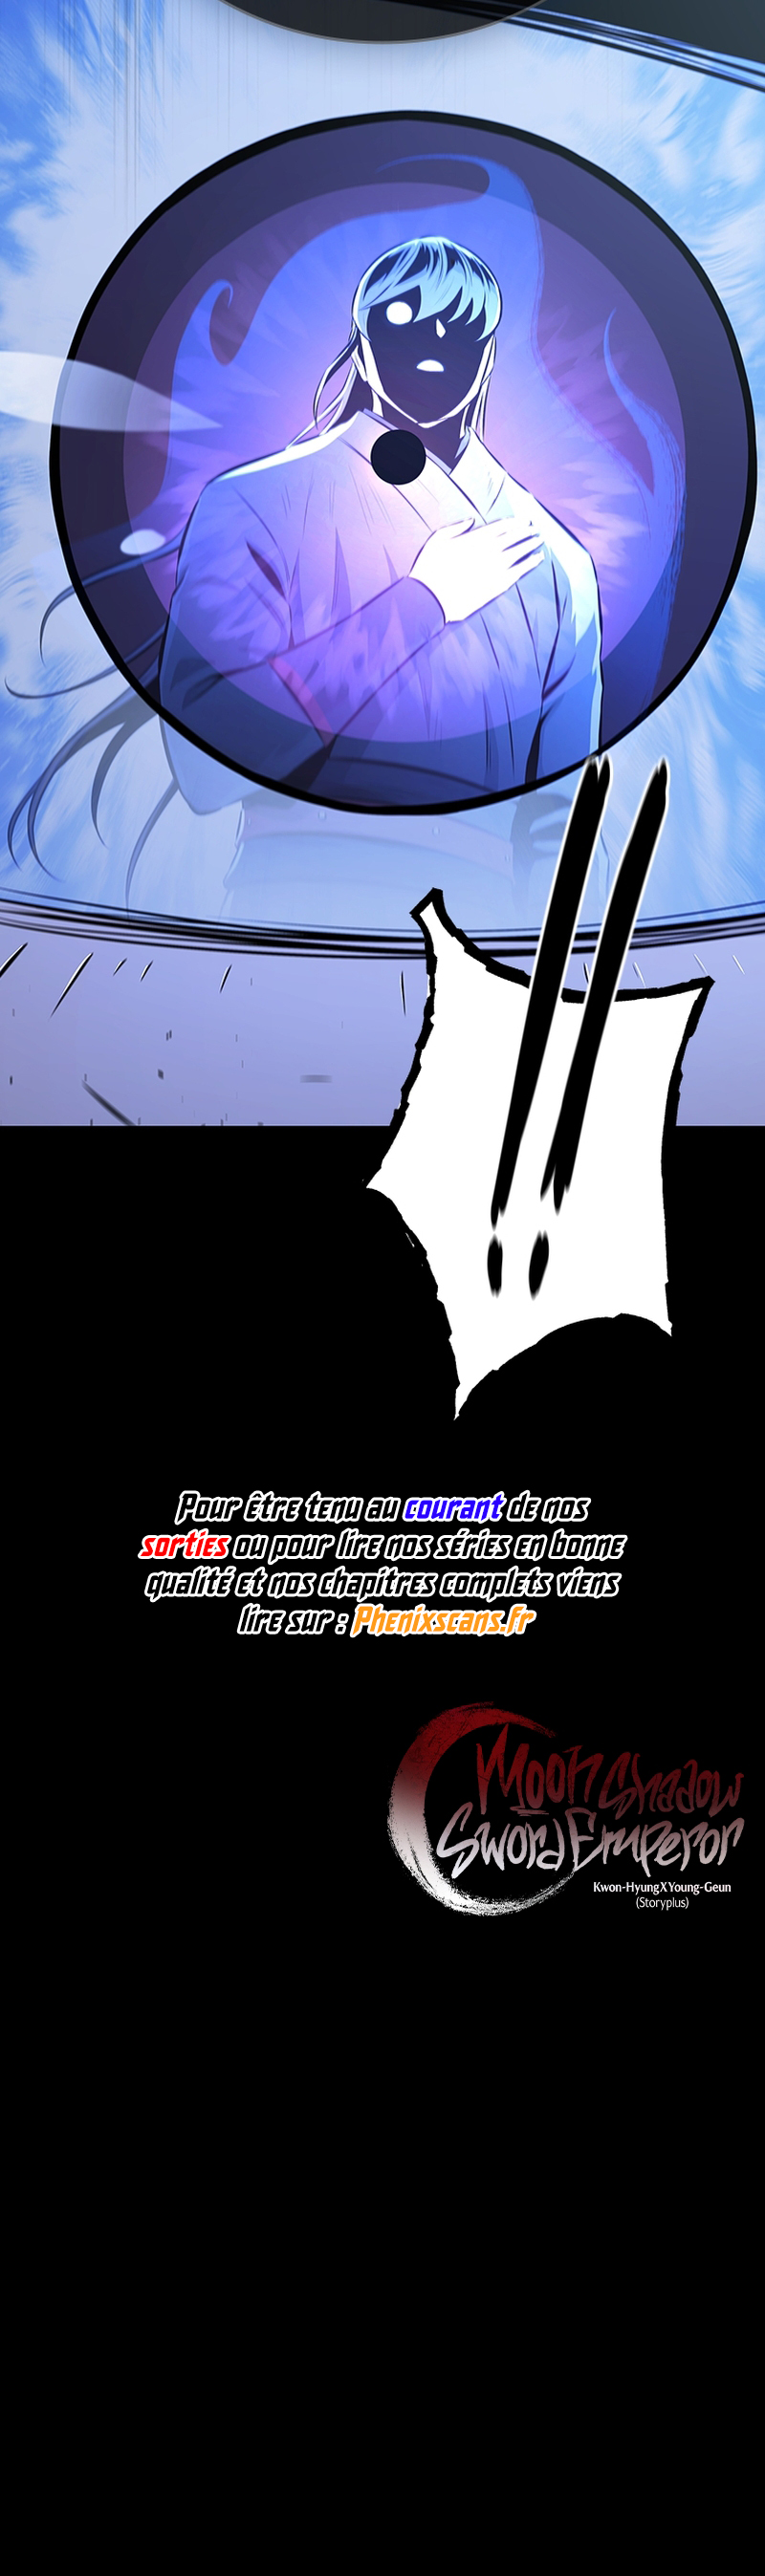 !!
Pour être tenu au courant de nos
sorties ou pour lire nos séries en bonne
qualité et nos chapitres complets viens
lire sur : Phenixscans.fr
Moon Shadow
Sword Emperor
Kwon-HyungXYoung-Geun
(Storyplus)